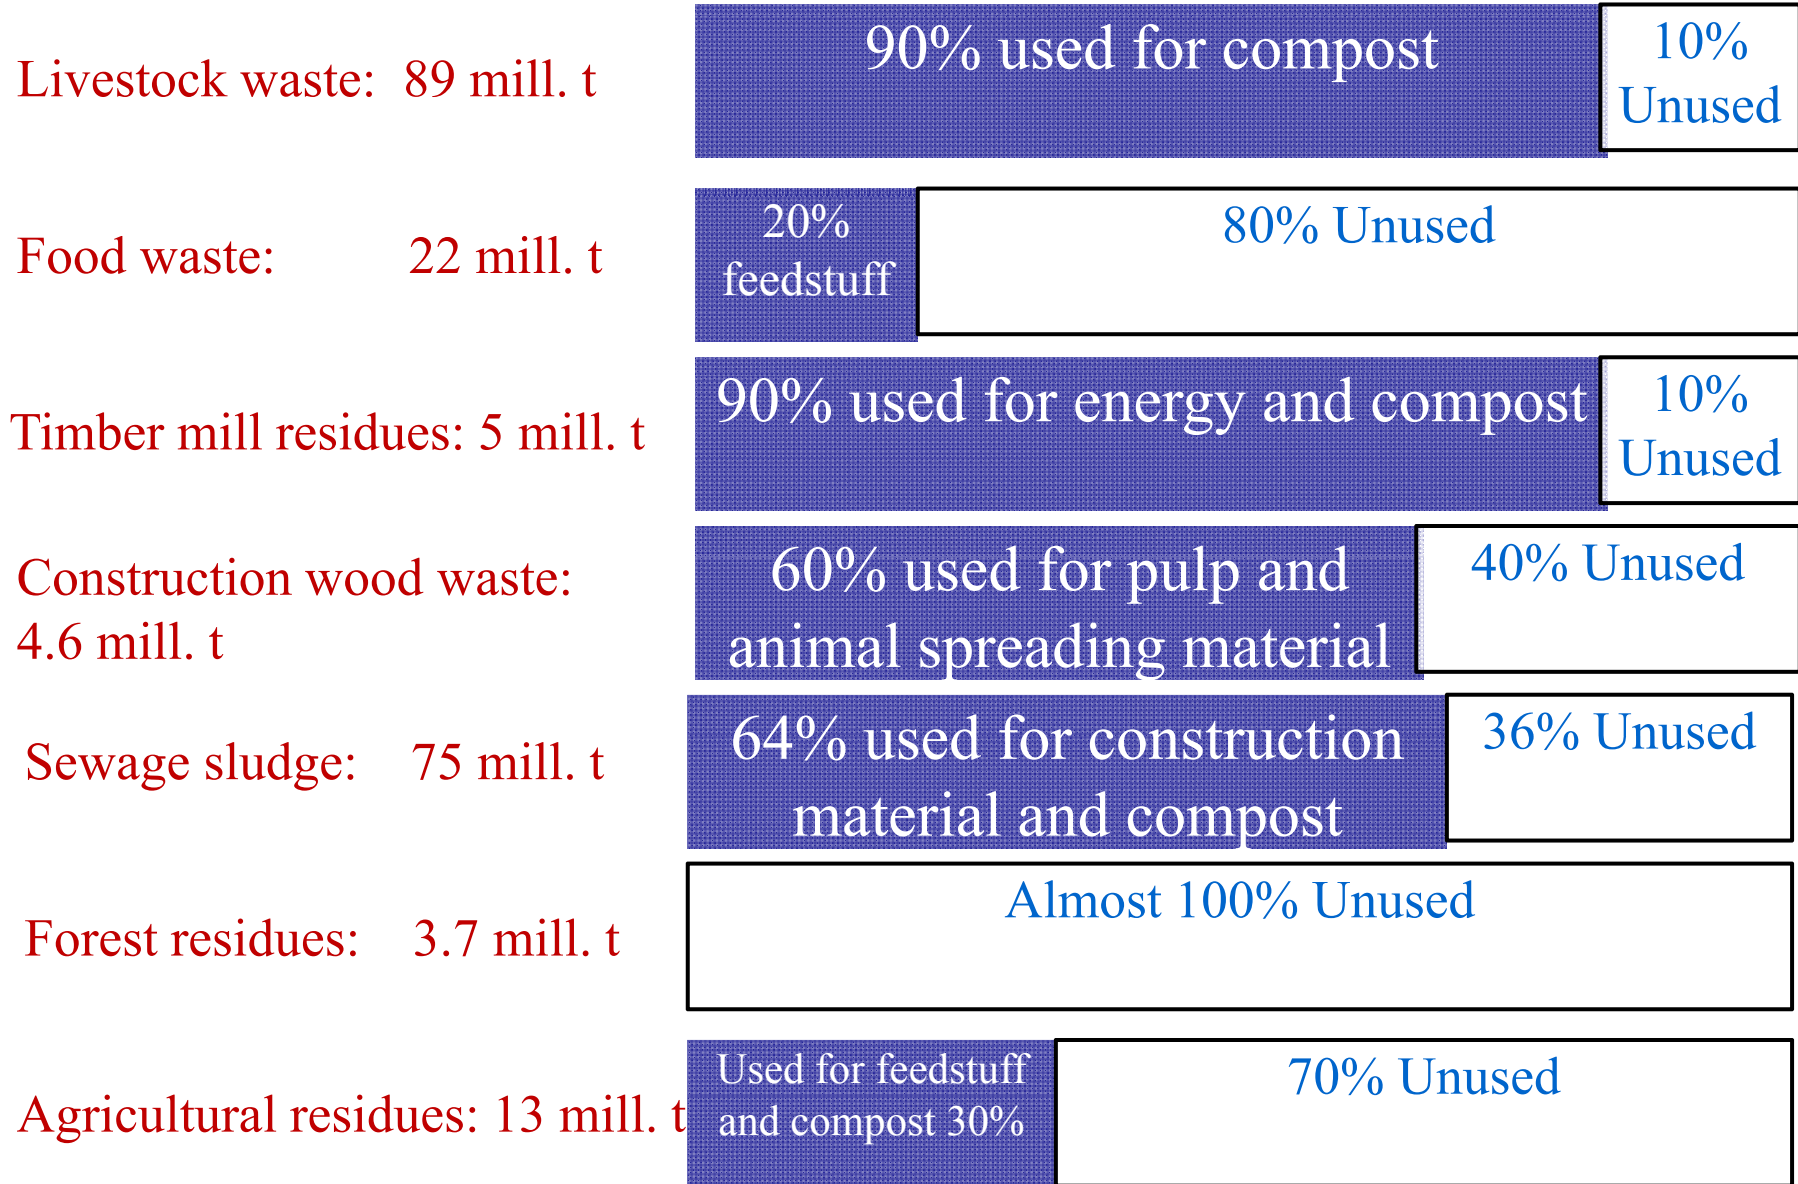 Livestock waste: 89 mill. t
90% used for compost
10%
Unused
Food waste: 22 mill. t
20%
feedstuff
80% Unused
Timber mill residues: 5 mill. t
90% used for energy and compost
10%
Unused
Construction wood waste:
4.6 mill. t
60% used for pulp and
animal spreading material
40% Unused
Sewage sludge: 75 mill. t
64% used for construction
material and compost
36% Unused
Forest residues: 3.7 mill. t
Almost 100% Unused
Agricultural residues: 13 mill. t
Used for feedstuff
and compost 30%
70% Unused